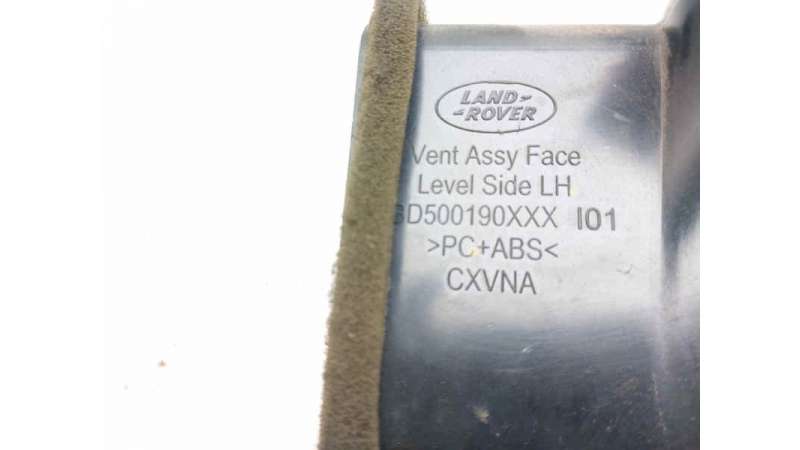 LAND-
-ROVER
Vent Assy Face
Level Side LH
D500190XXX I01
>PC+ABS<
CXVNA